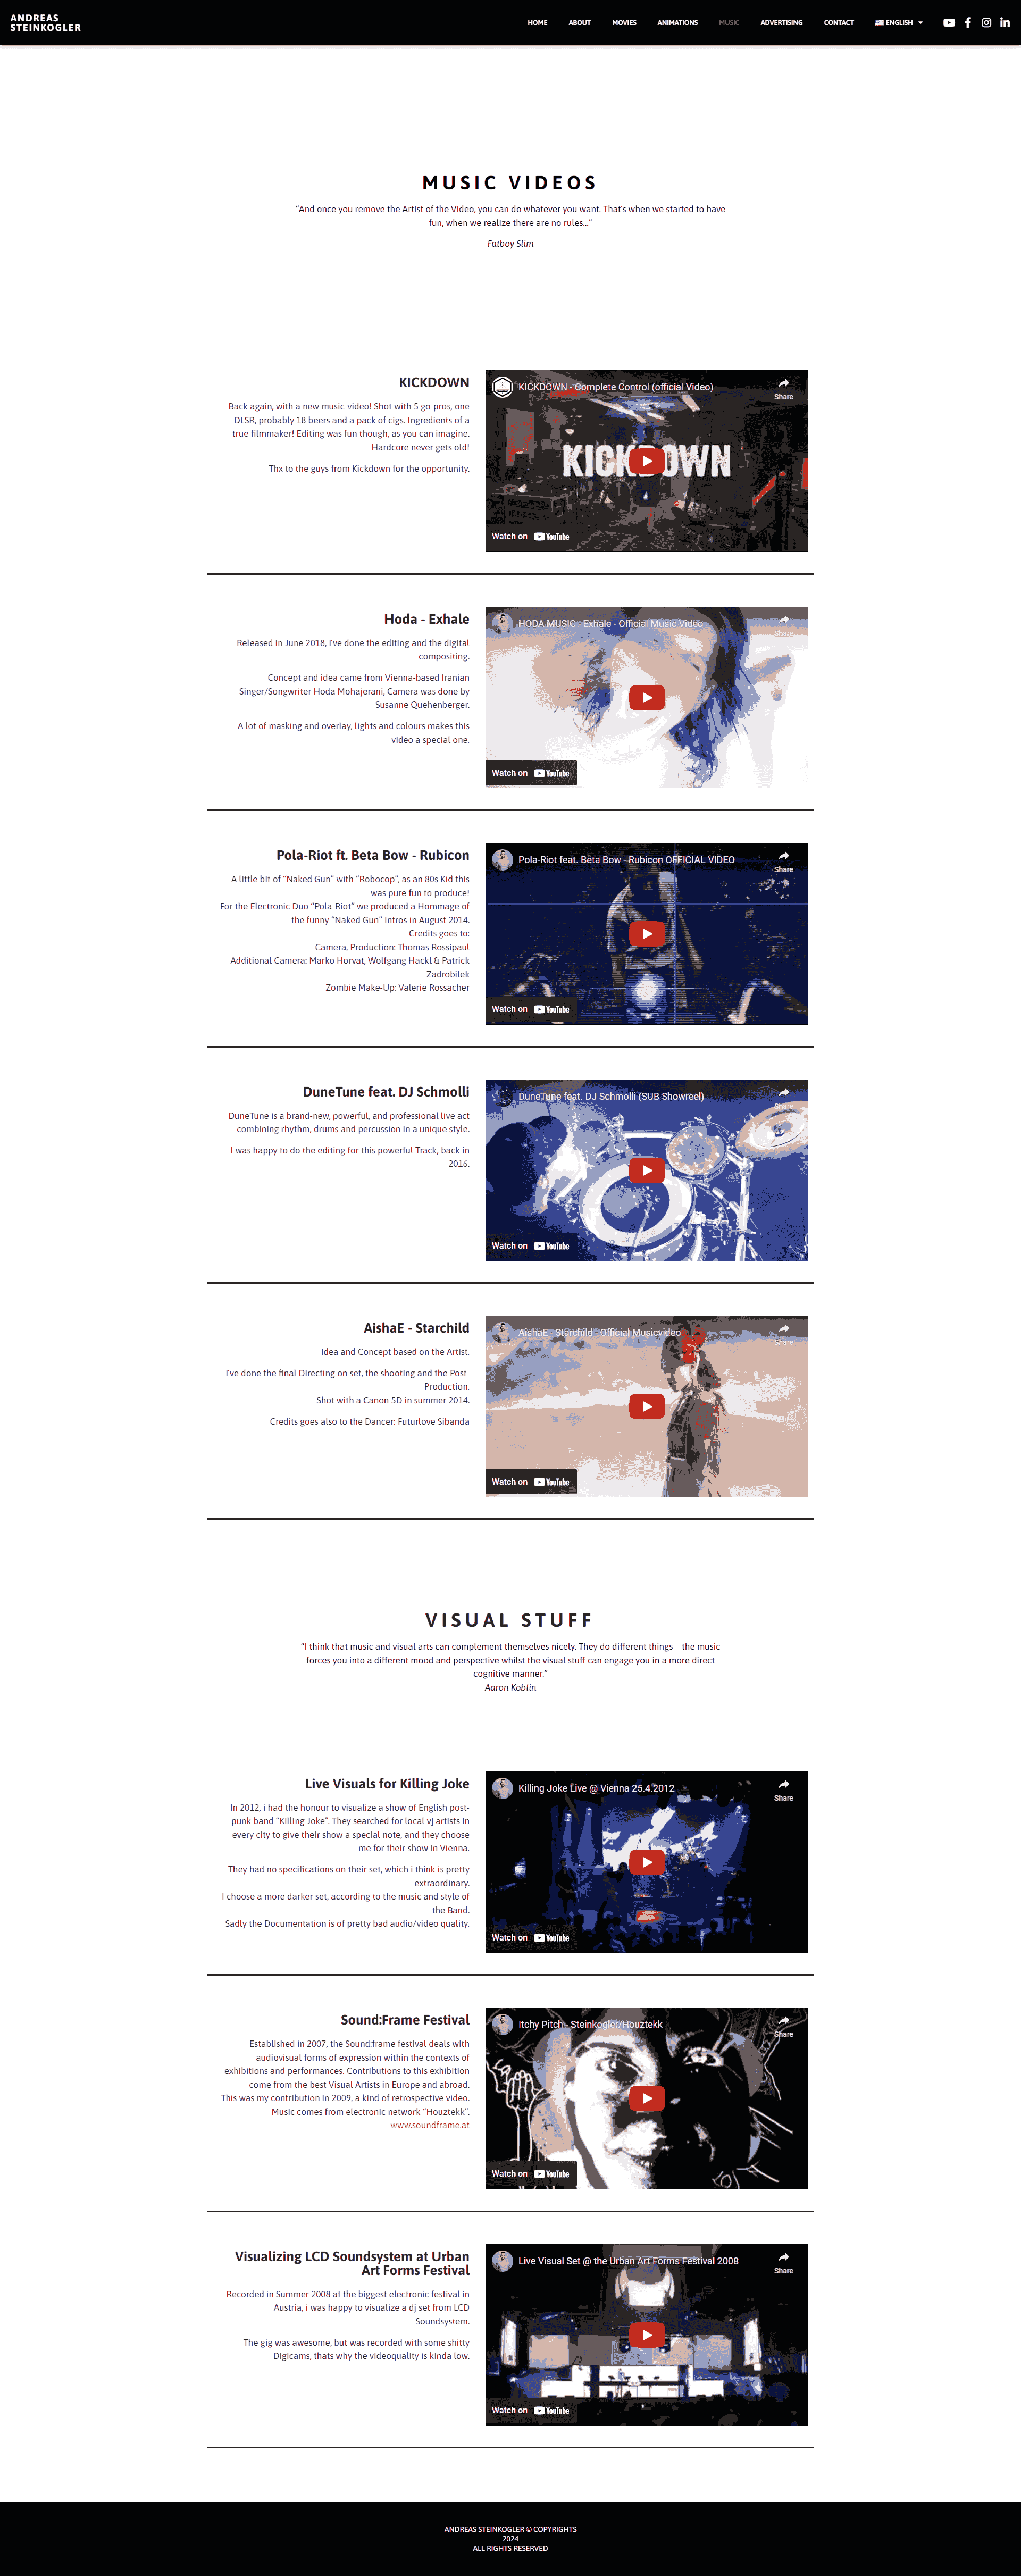 ANDREAS
STEINKOGLER
HOME ABOUT MOVIES ANIMATIONS MUSIC ADVERTISING CONTACT ENGLISH
MUSIC VIDEOS
“And once you remove the Artist of the Video, you can do whatever you want. That's when we started to have
fun, when we realize there are no rules…”
Fatboy Slim
KICKDOWN
Back again, with a new music-video! Shot with 5 go-pros, one
DLSR, probably 18 beers and a pack of cigs. Ingredients of a
true filmmaker! Editing was fun though, as you can imagine.
Hardcore never gets old!
Thx to the guys from Kickdown for the opportunity.
KICKDOWN - Complete Control (official Video)
Share
KICKDOWN
Watch on YouTube
Hoda - Exhale
Released in June 2018, i've done the editing and the digital
compositing.
Concept and idea came from Vienna-based Iranian
Singer/Songwriter Hoda Mohajerani, Camera was done by
Susanne Quehenberger.
A lot of masking and overlay, lights and colours makes this
video a special one.
HODA MUSIC - Exhale - Official Music Video
Share
Watch on YouTube
Pola-Riot ft. Beta Bow - Rubicon
A little bit of “Naked Gun” with “Robocop”, as an 80s Kid this
was pure fun to produce!
For the Electronic Duo “Pola-Riot” we produced a Hommage of
the funny “Naked Gun” Intros in August 2014.
Credits goes to:
Camera, Production: Thomas Rossipaul
Additional Camera: Marko Horvat, Wolfgang Hackl & Patrick
Zadrobilek
Zombie Make-Up: Valerie Rossacher
Pola-Riot feat. Beta Bow - Rubicon OFFICIAL VIDEO
Share
Watch on YouTube
DuneTune feat. DJ Schmolli
DuneTune is a brand-new, powerful, and professional live act
combining rhythm, drums and percussion in a unique style.
I was happy to do the editing for this powerful Track, back in
2016.
DuneTune feat. DJ Schmolli (SUB Showreel)
Share
Watch on YouTube
AishaE - Starchild
Idea and Concept based on the Artist.
I've done the final Directing on set, the shooting and the Post-
Production.
Shot with a Canon 5D in summer 2014.
Credits goes also to the Dancer: Futurlove Sibanda
AishaE - Starchild - Official Musicvideo
Share
Watch on YouTube
VISUAL STUFF
“I think that music and visual arts can complement themselves nicely. They do different things – the music
forces you into a different mood and perspective whilst the visual stuff can engage you in a more direct
cognitive manner.”
Aaron Koblin
Live Visuals for Killing Joke
In 2012, i had the honour to visualize a show of English post-
punk band “Killing Joke”. They searched for local vj artists in
every city to give their show a special note, and they choose
me for their show in Vienna.
They had no specifications on their set, which i think is pretty
extraordinary.
I choose a more darker set, according to the music and style of
the Band.
Sadly the Documentation is of pretty bad audio/video quality.
Killing Joke Live @ Vienna 25.4.2012
Share
Watch on YouTube
Sound:Frame Festival
Established in 2007, the Sound:frame festival deals with
audiovisual forms of expression within the contexts of
exhibitions and performances. Contributions to this exhibition
come from the best Visual Artists in Europe and abroad.
This was my contribution in 2009, a kind of retrospective video.
Music comes from electronic network “Houztekk”.
www.soundframe.at
Itchy Pitch - Steinkogler/Houztekk
Share
Watch on YouTube
Visualizing LCD Soundsystem at Urban
Art Forms Festival
Recorded in Summer 2008 at the biggest electronic festival in
Austria, i was happy to visualize a dj set from LCD
Soundsystem.
The gig was awesome, but was recorded with some shitty
Digicams, thats why the videoquality is kinda low.
Live Visual Set @ the Urban Art Forms Festival 2008
Share
Watch on YouTube
ANDREAS STEINKOGLER © COPYRIGHTS
2024
ALL RIGHTS RESERVED